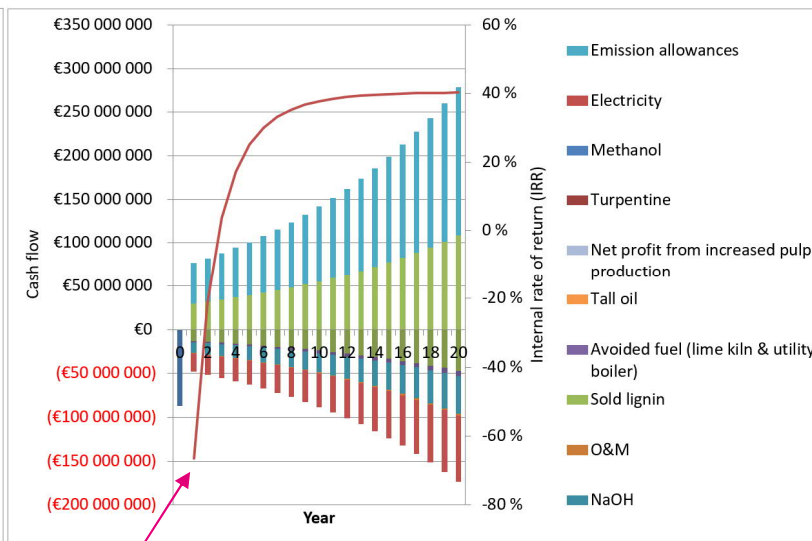 €350 000 000
€300 000 000
€250 000 000
€200 000 000
€150 000 000
€100 000 000
€50 000 000
€0
(€50 000 000)
(€100 000 000)
(€150 000 000)
(€200 000 000)
Cash flow
0 2 4 6 8 10 12 14 16 18 20
Year
60 %
40 %
20 %
0 %
-20 %
-40 %
-60 %
-80 %
Internal rate of return (IRR)
Emission allowances
Electricity
Methanol
Turpentine
Net profit from increased pulp
production
Tall oil
Avoided fuel (lime kiln & utility
boiler)
Sold lignin
O&M
NaOH